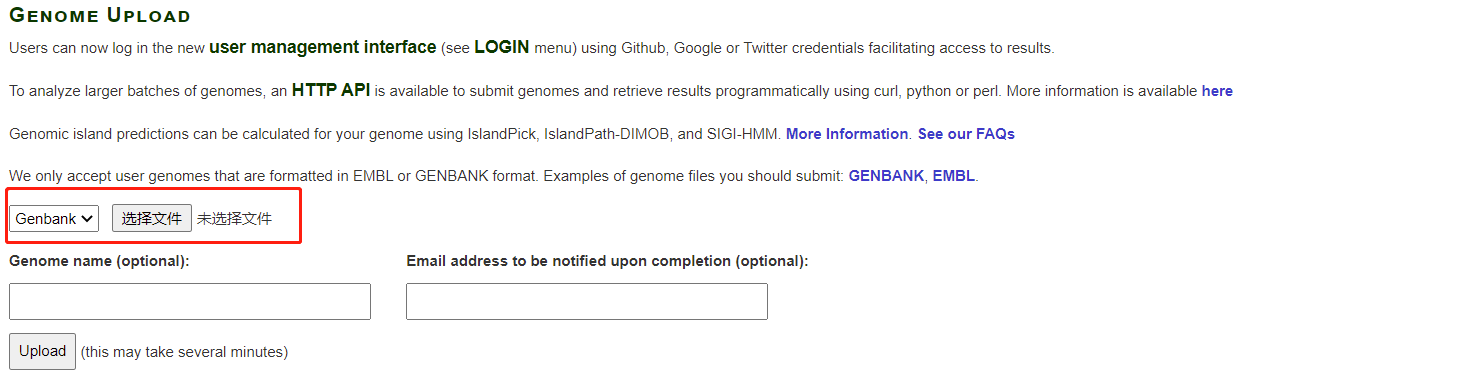 GENOME UPLOAD
Users can now log in the new user management interface (see LOGIN menu) using Github, Google or Twitter credentials facilitating access to results.
To analyze larger batches of genomes, an HTTP API is available to submit genomes and retrieve results programmatically using curl, python or perl. More information is available here
Genomic island predictions can be calculated for your genome using IslandPick, IslandPath-DIMOB, and SIGI-HMM. More Information. See our FAQs
We only accept user genomes that are formatted in EMBL or GENBANK format. Examples of genome files you should submit: GENBANK, EMBL.
Genbank 选择文件 未选择文件
Genome name (optional): Email address to be notified upon completion (optional):
Upload (this may take several minutes)